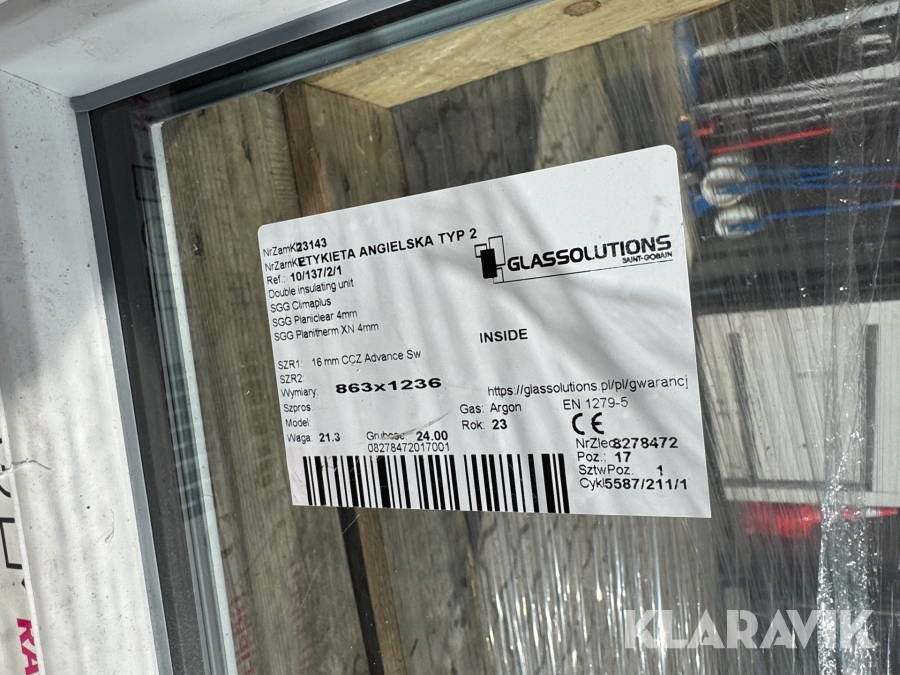 NrZamK23143
NrZamKETYKIETA ANGIELSKA TYP 2
Ref.: 10/137/2/1
Double insulating unit
SGG Climaplus
SGG Planiclear 4mm
SGG Planitherm XN 4mm
GLASSOLUTIONS
SAINT-GOBAIN
INSIDE
SZR1: 16 mm CCZ Advance Sw
SZR2:
Wymiary: 863x1236
https://glassolutions.pl/pl/gwarancj
Szpros:
Gas: Argon
EN 1279-5
Model:
Rok: 23
CE
Waga: 21.3 Grubość 24.00
NrZlec8278472
08278472017001
Poz.: 17
SztwPoz. 1
Cykl5587/211/1
KLARAVIK